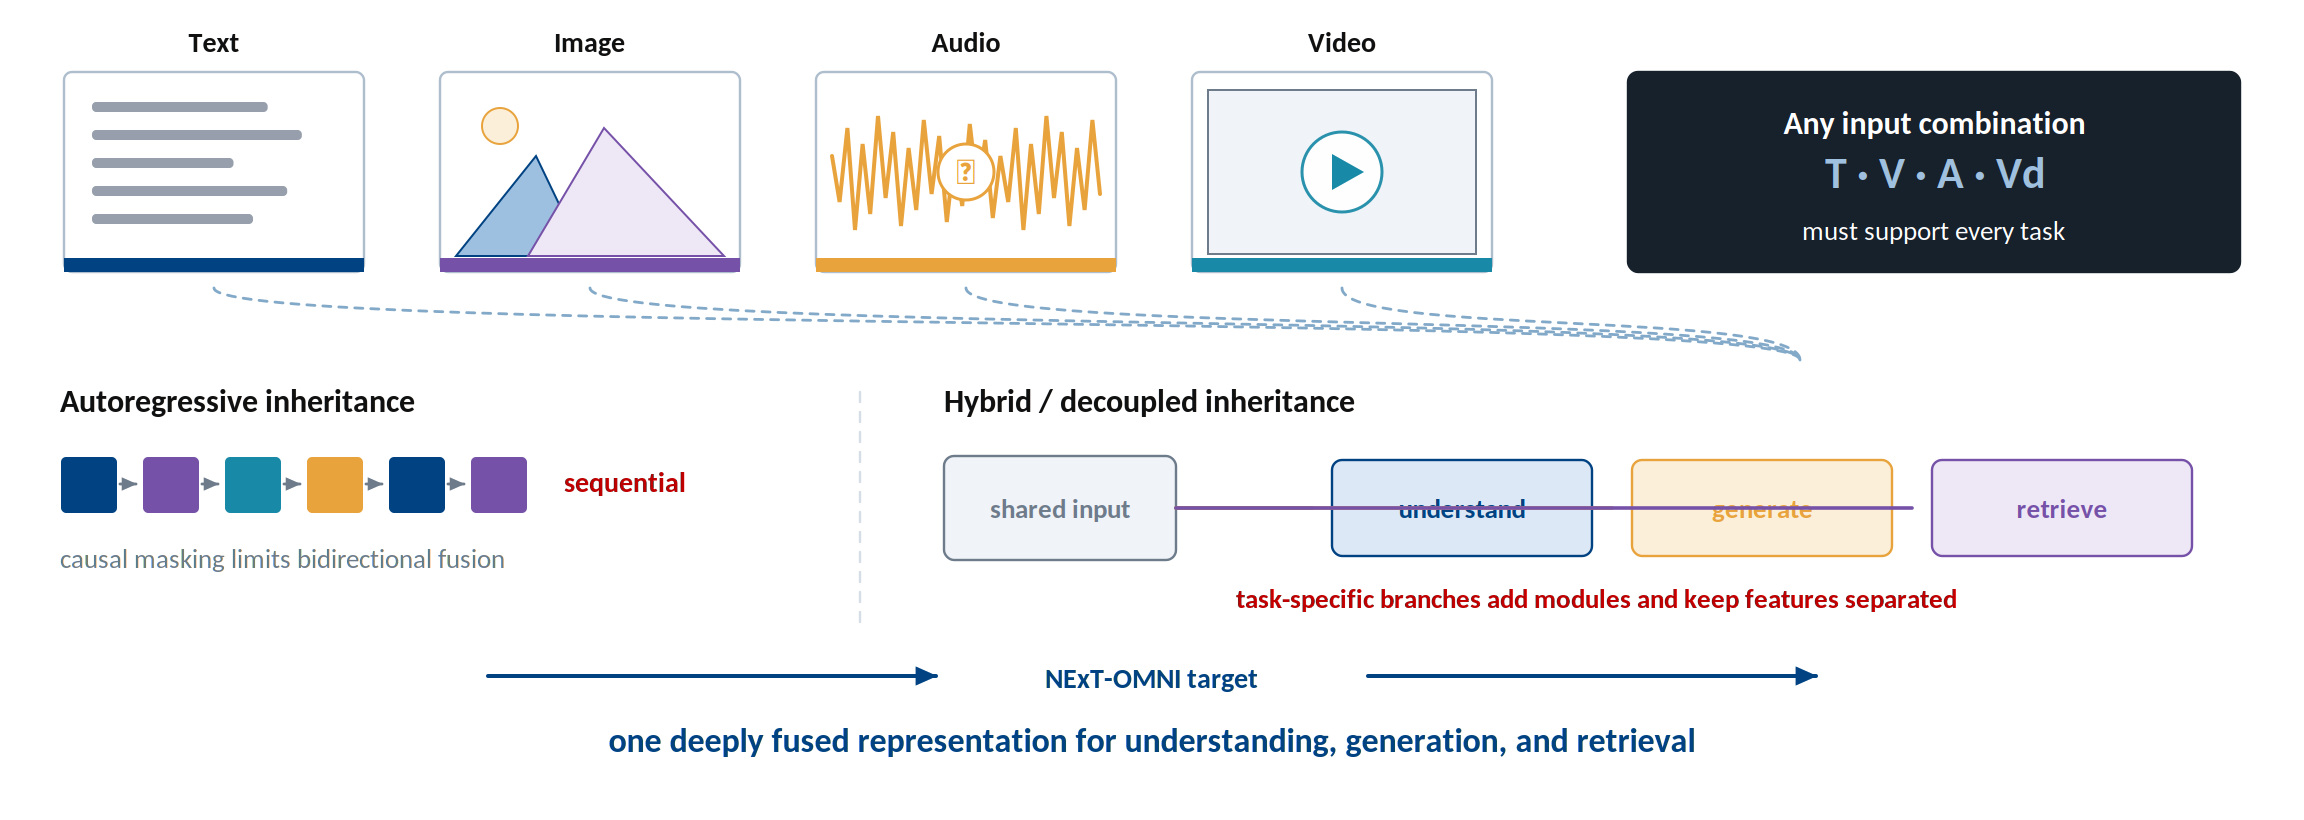 Text
Image
Audio
Video
Any input combination
T · V · A · Vd
must support every task
Autoregressive inheritance
sequential
causal masking limits bidirectional fusion
Hybrid / decoupled inheritance
shared input
understand
generate
retrieve
task-specific branches add modules and keep features separated
NExT-OMNI target
one deeply fused representation for understanding, generation, and retrieval